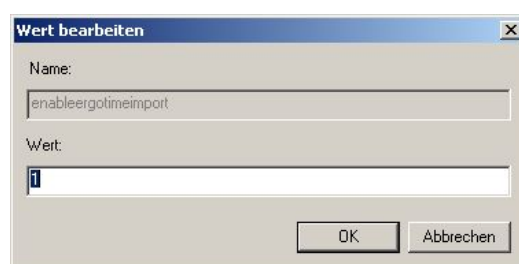 Wert bearbeiten
Name:
enableergotimeimport
Wert:
1
OK Abbrechen